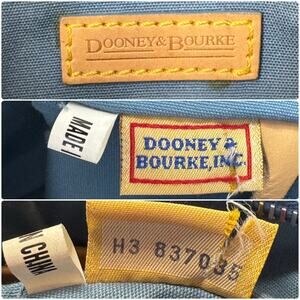 DOONEY & BOURKE
MADE I
DOONEY &
BOURKE, INC.
N CHIN
H3 837035